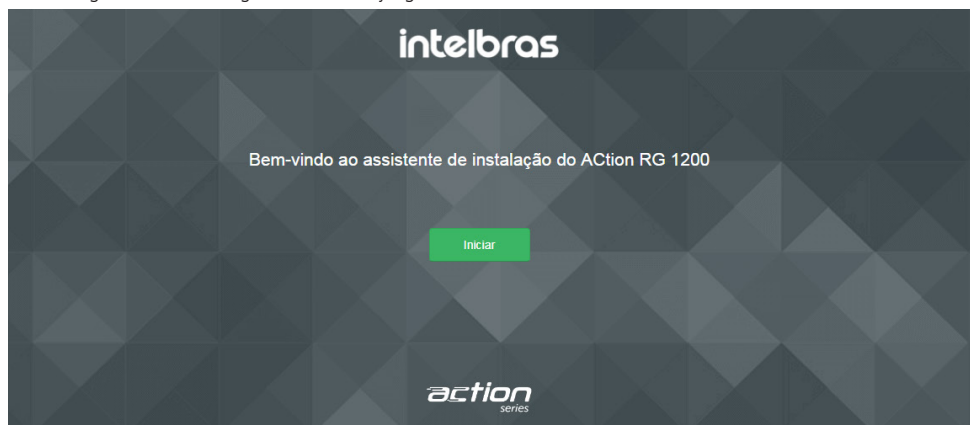 intelbras
Bem-vindo ao assistente de instalação do ACtion RG 1200
Iniciar
action
series